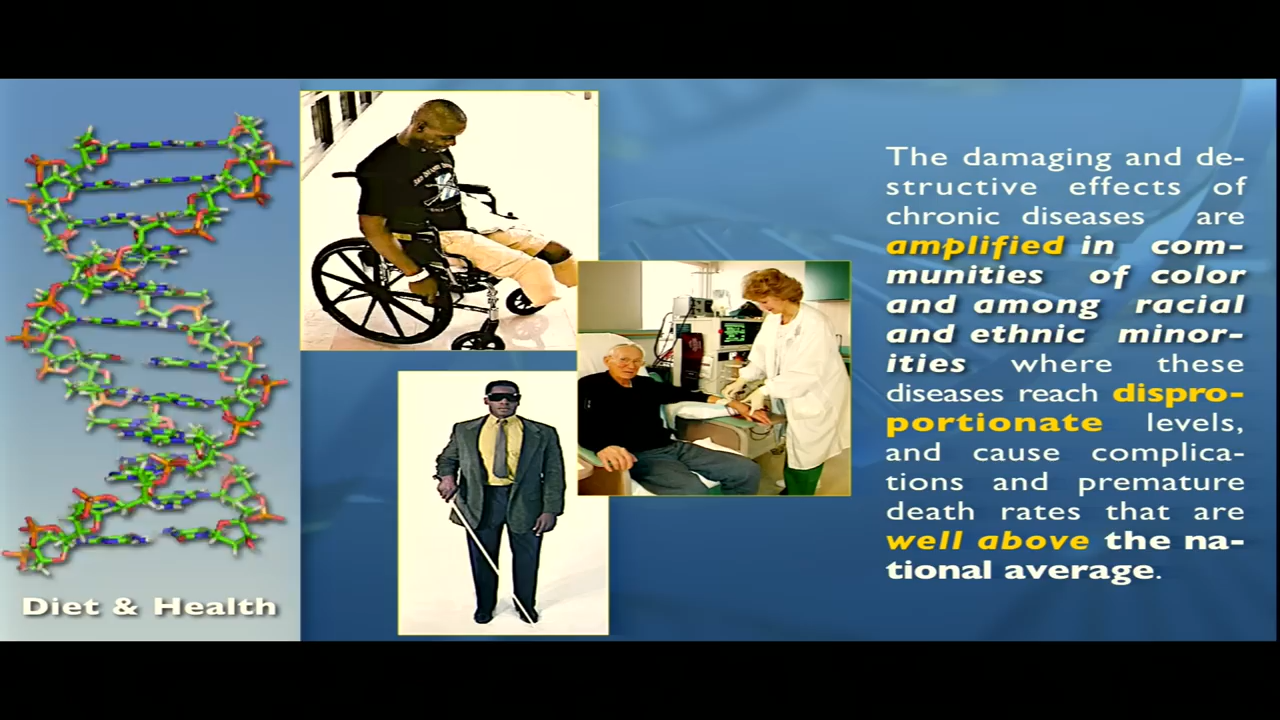 The damaging and de-
structive effects of
chronic diseases are
amplified in com-
munities of color
and among racial
and ethnic minor-
ities where these
diseases reach dispro-
portionate levels,
and cause complica-
tions and premature
death rates that are
well above the na-
tional average.
Diet & Health